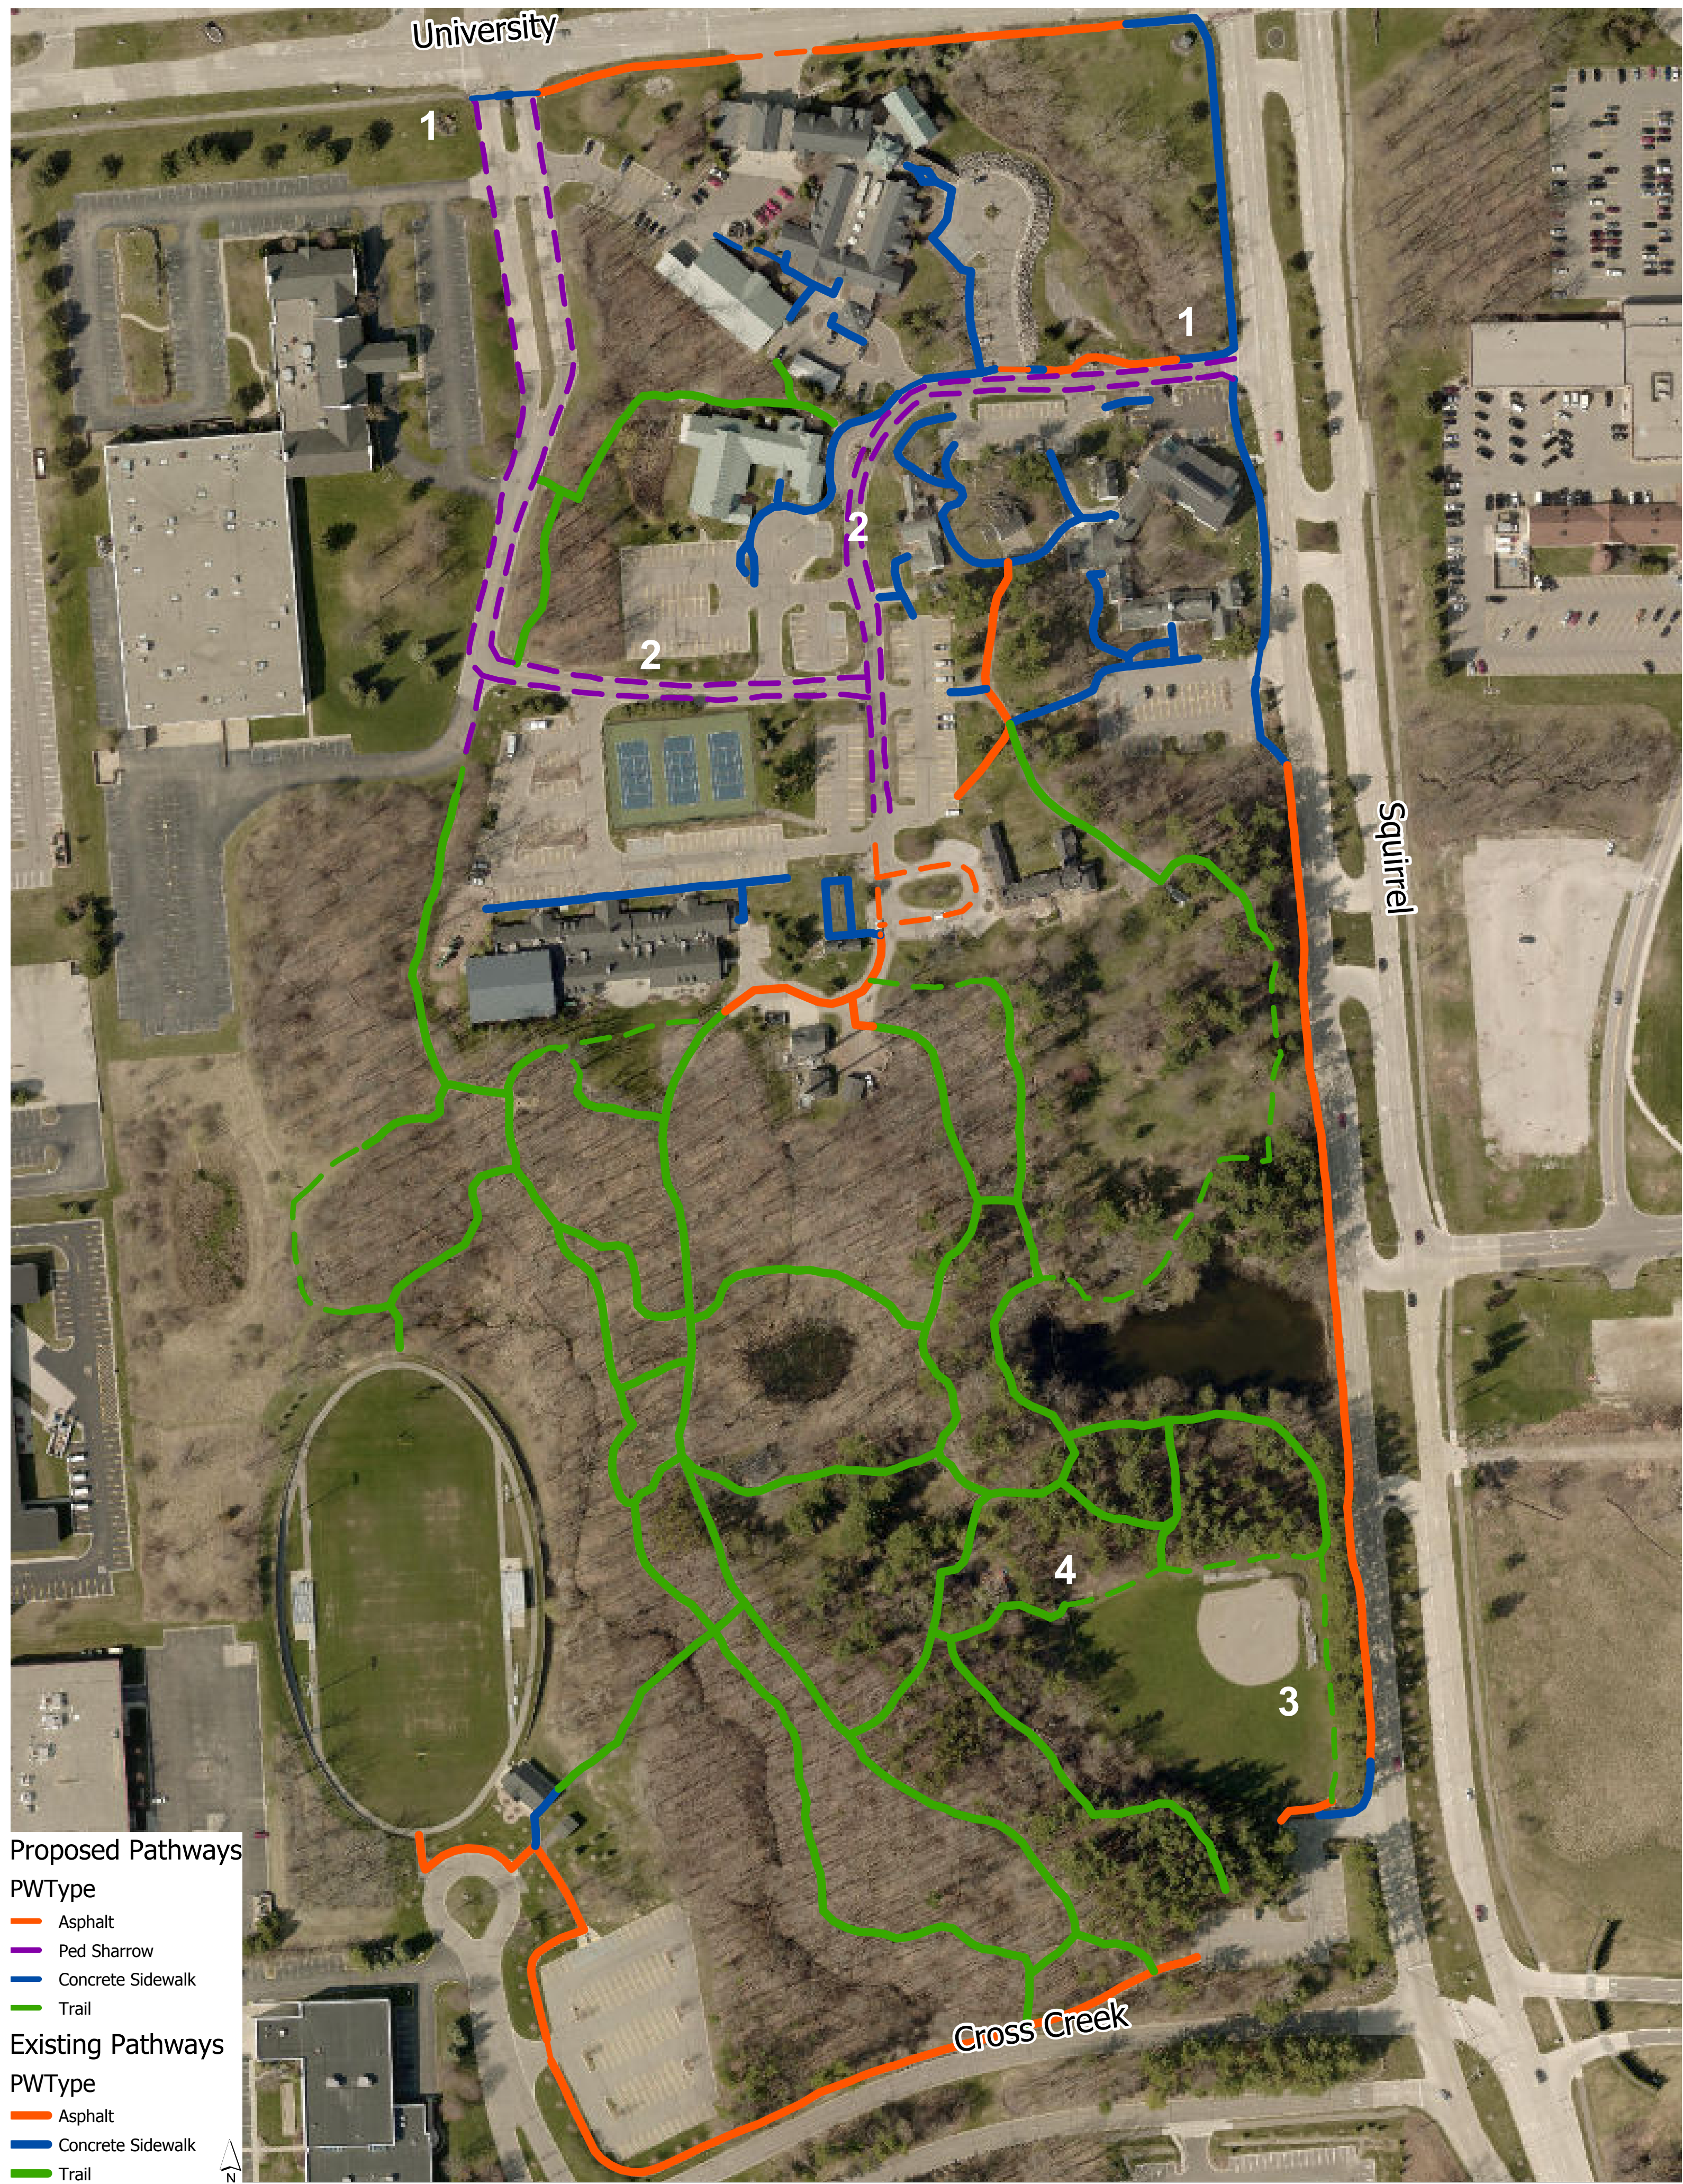 University
1
1
2
2
Squirrel
4
3
Cross Creek
Proposed Pathways
PWType
Asphalt
Ped Sharrow
Concrete Sidewalk
Trail
Existing Pathways
PWType
Asphalt
Concrete Sidewalk
Trail
N